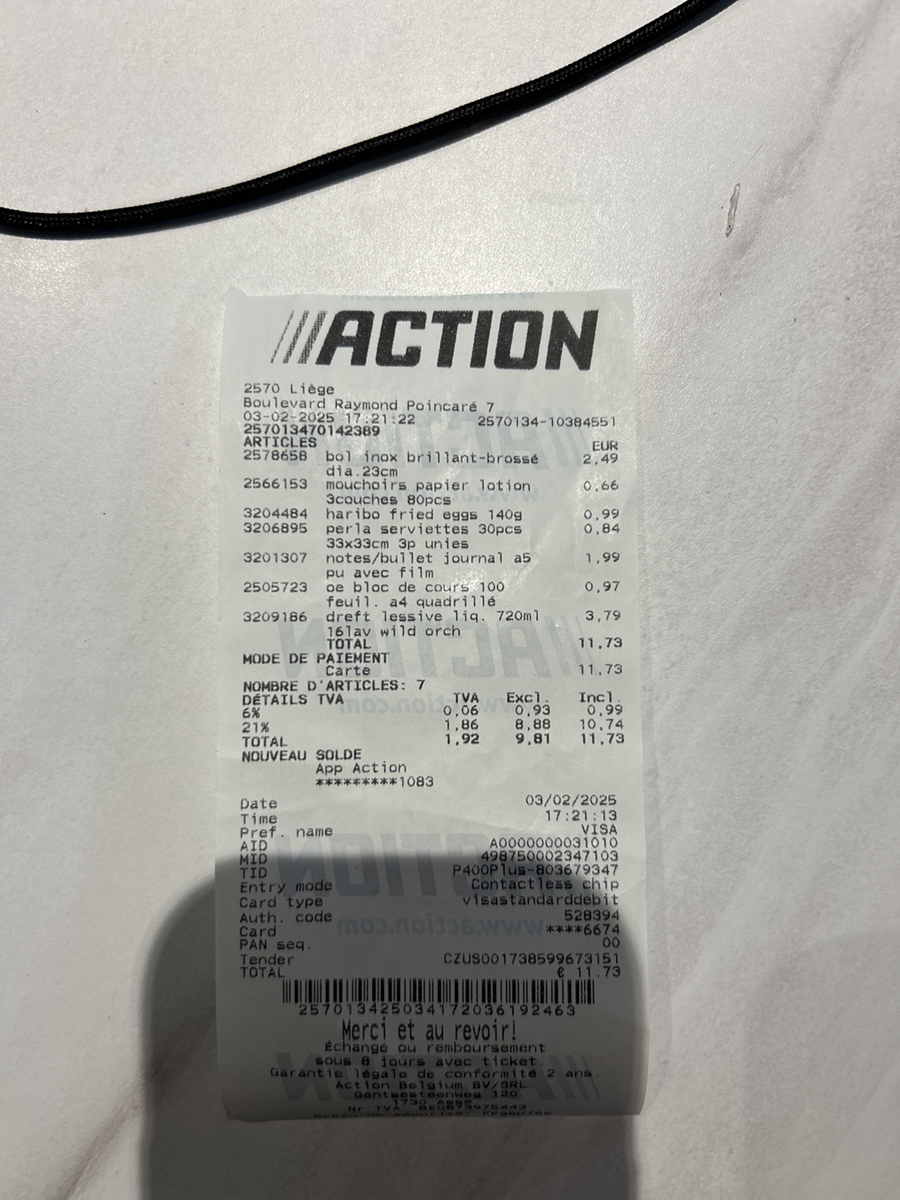 ///ACTION
2570 Liège
Boulevard Raymond Poincaré 7
03-02-2025 17:21:22 2570134-10384551
257013470142389
ARTICLES EUR
2578658 bol inox brillant-brossé 2,49
dia.23cm
2566153 mouchoirs papier lotion 0,66
3couches 80pcs
3204484 haribo fried eggs 140g 0,99
3206895 perla serviettes 30pcs 0,84
33x33cm 3p unies
3201307 notes/bullet journal a5 1,99
pu avec film
2505723 oe bloc de cours 100 0,97
feuil. a4 quadrillé
3209186 dreft lessive liq. 720ml 3,79
16lav wild orch
TOTAL 11,73
MODE DE PAIEMENT
Carte 11,73
NOMBRE D'ARTICLES: 7
DÉTAILS TVA TVA Excl. Incl.
6% 0,06 0,93 0,99
21% 1,86 8,88 10,74
TOTAL 1,92 9,81 11,73
NOUVEAU SOLDE
App Action
*********1083
Date 03/02/2025
Time 17:21:13
Pref. name VISA
AID A0000000031010
MID 498750002347103
TID P400Plus-803679347
Entry mode Contactless chip
Card type visastandarddebit
Auth. code 528394
Card ****6674
PAN seq. 00
Tender CZUS001738599673151
TOTAL € 11.73
257013425034172036192463
Merci et au revoir!
Échange ou remboursement
sous 8 jours avec ticket.
Garantie légale de conformité 2 ans.
Action Belgium BV/SRL
Gentsesteenweg 120
1730 Asse
Nr TVA